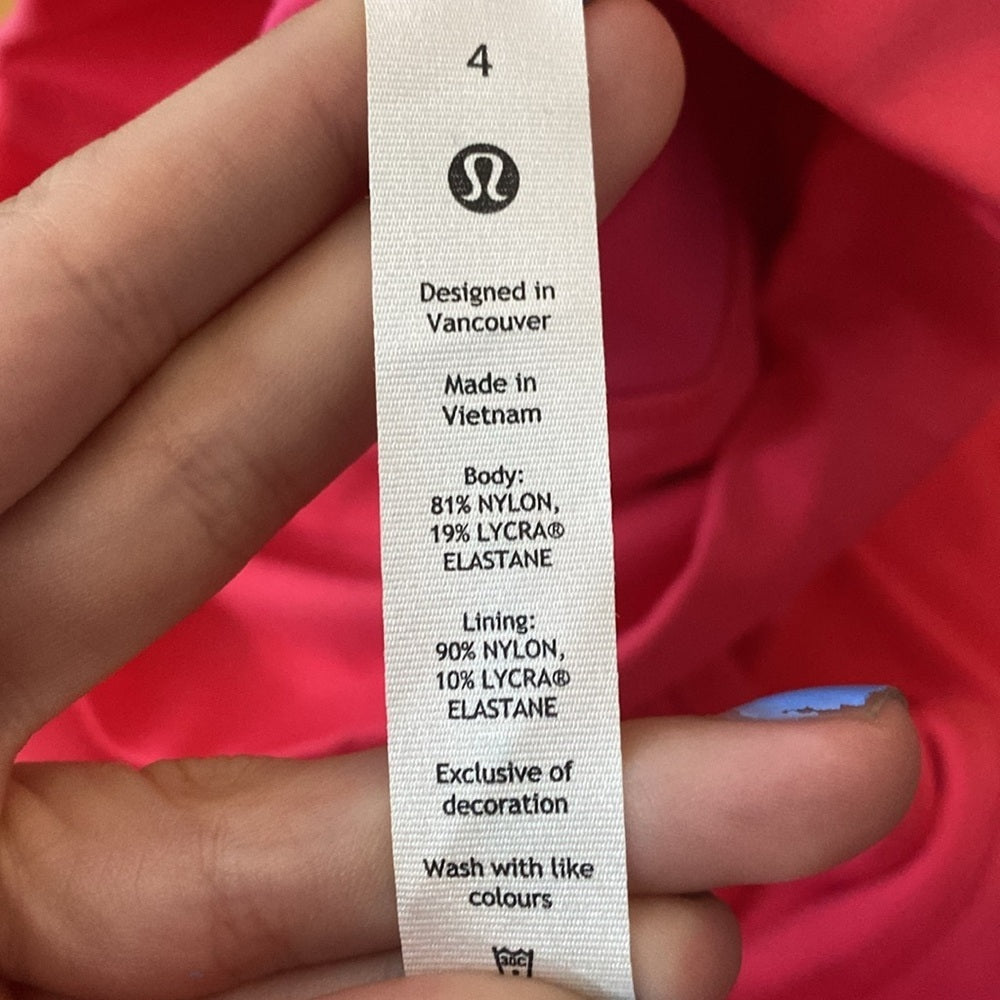 4
Designed in
Vancouver
Made in
Vietnam
Body:
81% NYLON,
19% LYCRA®
ELASTANE
Lining:
90% NYLON,
10% LYCRA®
ELASTANE
Exclusive of
decoration
Wash with like
colours
30C